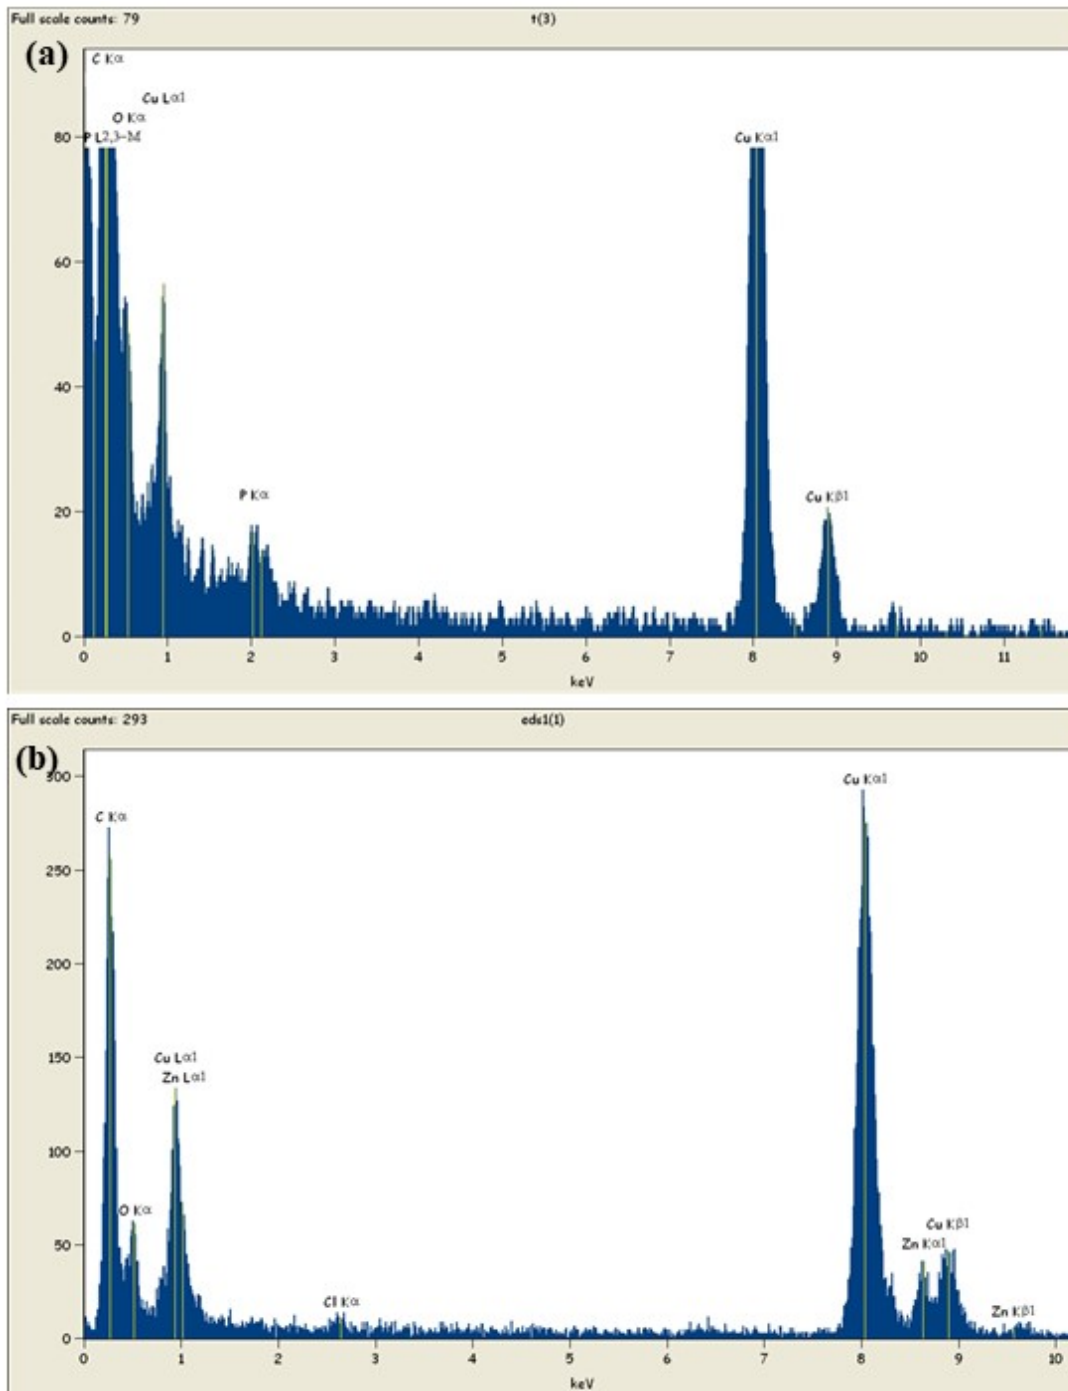 Full scale counts: 79 t(3)
(a)
C Kα
Cu Lα1
O Kα
P L2,3-M
Cu Kα1
P Kα
Cu Kβ1
80
60
40
20
0
0 1 2 3 4 5 6 7 8 9 10 11
keV
Full scale counts: 293 eds1(1)
(b)
Cu Kα1
C Kα
Cu Lα1
Zn Lα1
O Kα
Cu Kβ1
Zn Kα1
Cl Kα
Zn Kβ1
300
250
200
150
100
50
0
0 1 2 3 4 5 6 7 8 9 10
keV